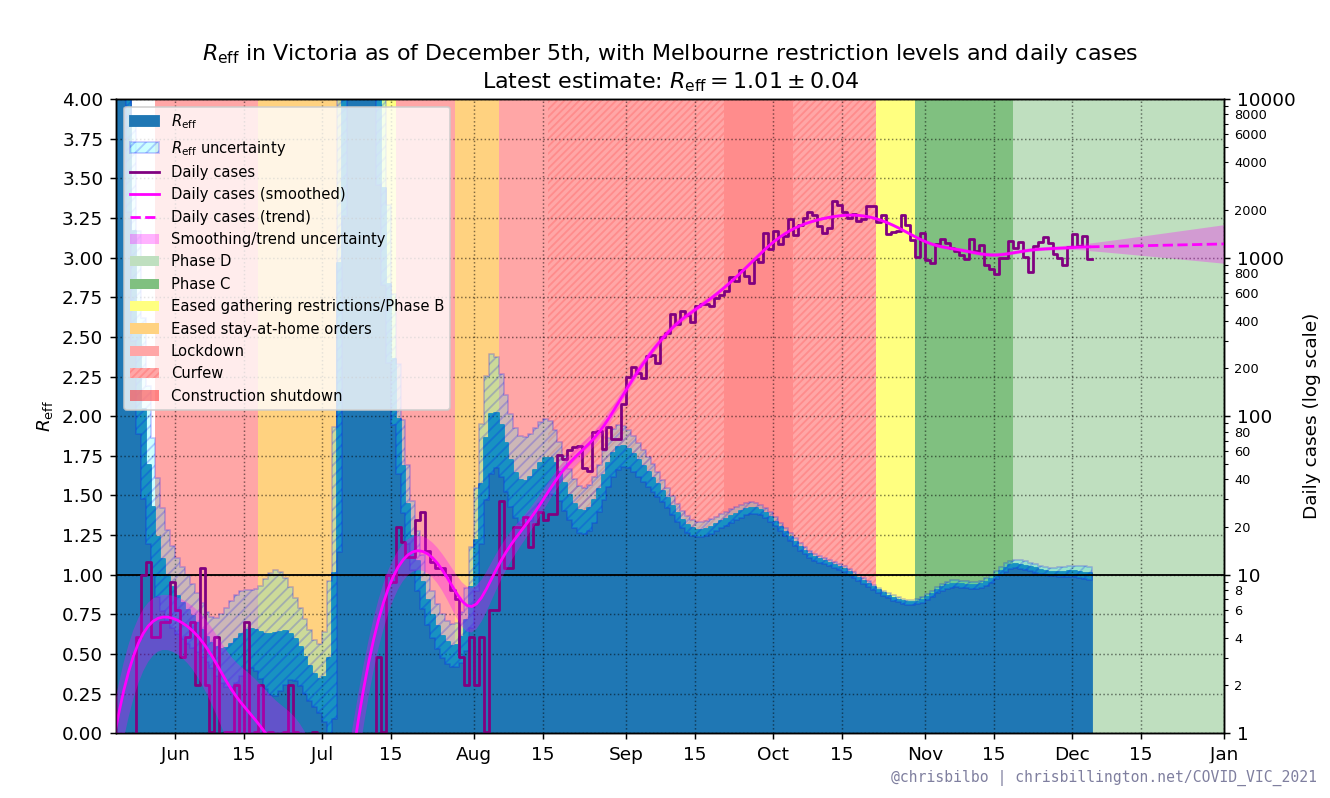 R_eff in Victoria as of December 5th, with Melbourne restriction levels and daily cases
Latest estimate: R_eff = 1.01 ± 0.04
R_eff
R_eff uncertainty
Daily cases
Daily cases (smoothed)
Daily cases (trend)
Smoothing/trend uncertainty
Phase D
Phase C
Eased gathering restrictions/Phase B
Eased stay-at-home orders
Lockdown
Curfew
Construction shutdown
R_eff
4.00
3.75
3.50
3.25
3.00
2.75
2.50
2.25
2.00
1.75
1.50
1.25
1.00
0.75
0.50
0.25
0.00
10000
8000
6000
4000
2000
1000
800
600
400
200
100
80
60
40
20
10
8
6
4
2
1
Daily cases (log scale)
Jun 15 Jul 15 Aug 15 Sep 15 Oct 15 Nov 15 Dec 15 Jan
@chrisbilbo | chrisbillington.net/COVID_VIC_2021